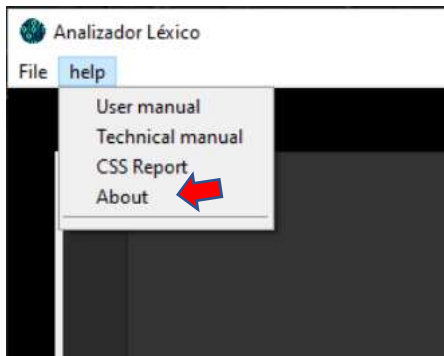 Analizador Léxico
File help
User manual
Technical manual
CSS Report
About